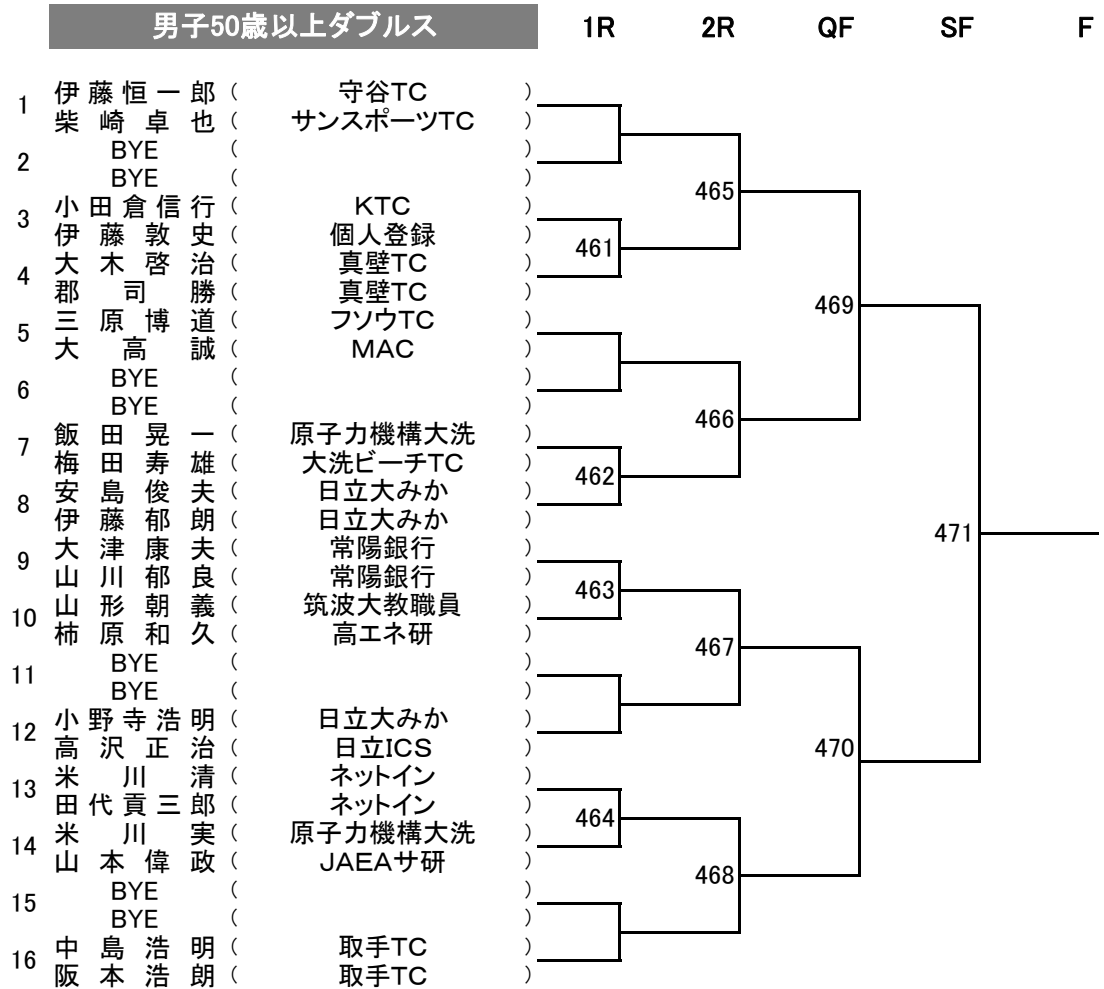 男子50歳以上ダブルス 1R 2R QF SF F
1 伊藤恒一郎 ( 守谷TC )
柴崎卓也 ( サンスポーツTC )
2 BYE ( )
BYE ( )
465
3 小田倉信行 ( KTC )
伊藤敦史 ( 個人登録 )
461
4 大木啓治 ( 真壁TC )
郡司勝 ( 真壁TC )
469
5 三原博道 ( フソウTC )
大高誠 ( MAC )
6 BYE ( )
BYE ( )
466
7 飯田晃一 ( 原子力機構大洗 )
梅田寿雄 ( 大洗ビーチTC )
462
8 安島俊夫 ( 日立大みか )
伊藤郁朗 ( 日立大みか )
471
9 大津康夫 ( 常陽銀行 )
山川郁良 ( 常陽銀行 )
463
10 山形朝義 ( 筑波大教職員 )
柿原和久 ( 高エネ研 )
467
11 BYE ( )
BYE ( )
12 小野寺浩明 ( 日立大みか )
高沢正治 ( 日立ICS )
470
13 米川清 ( ネットイン )
田代貢三郎 ( ネットイン )
464
14 米川実 ( 原子力機構大洗 )
山本偉政 ( JAEAサ研 )
468
15 BYE ( )
BYE ( )
16 中島浩明 ( 取手TC )
阪本浩朗 ( 取手TC )